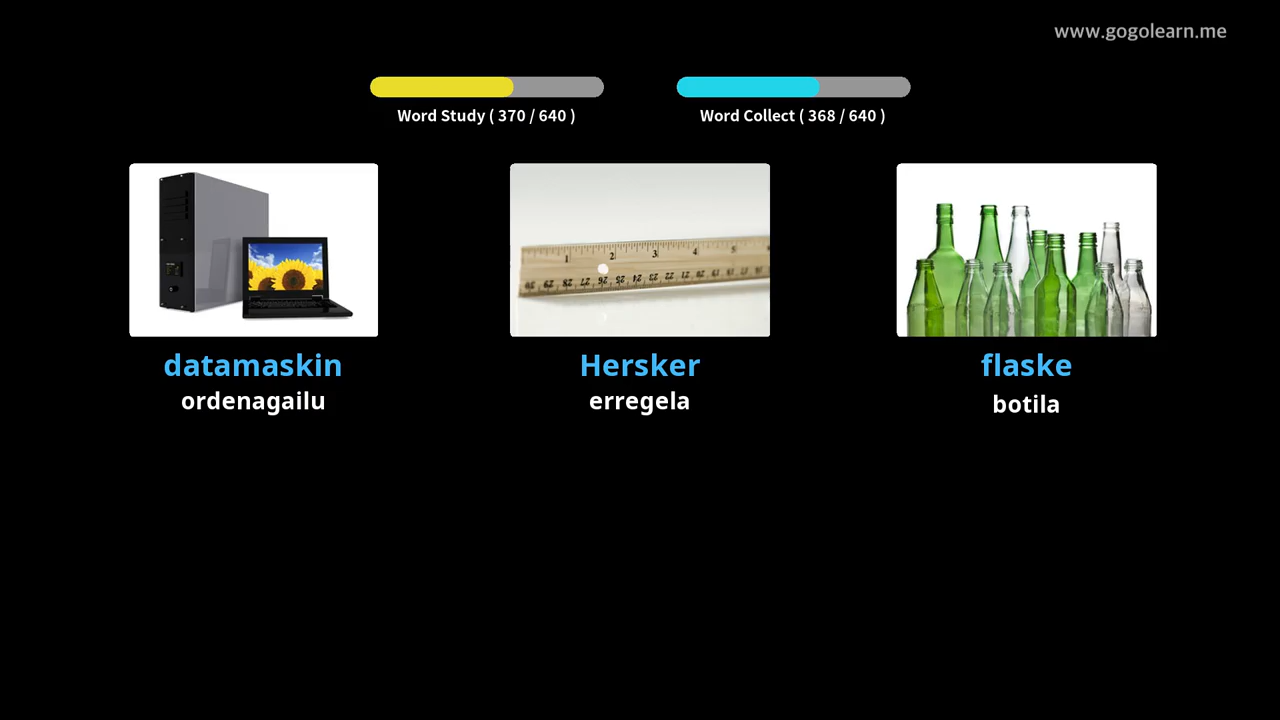 www.gogolearn.me
Word Study ( 370 / 640 )
Word Collect ( 368 / 640 )
datamaskin
ordenagailu
Hersker
erregela
flaske
botila